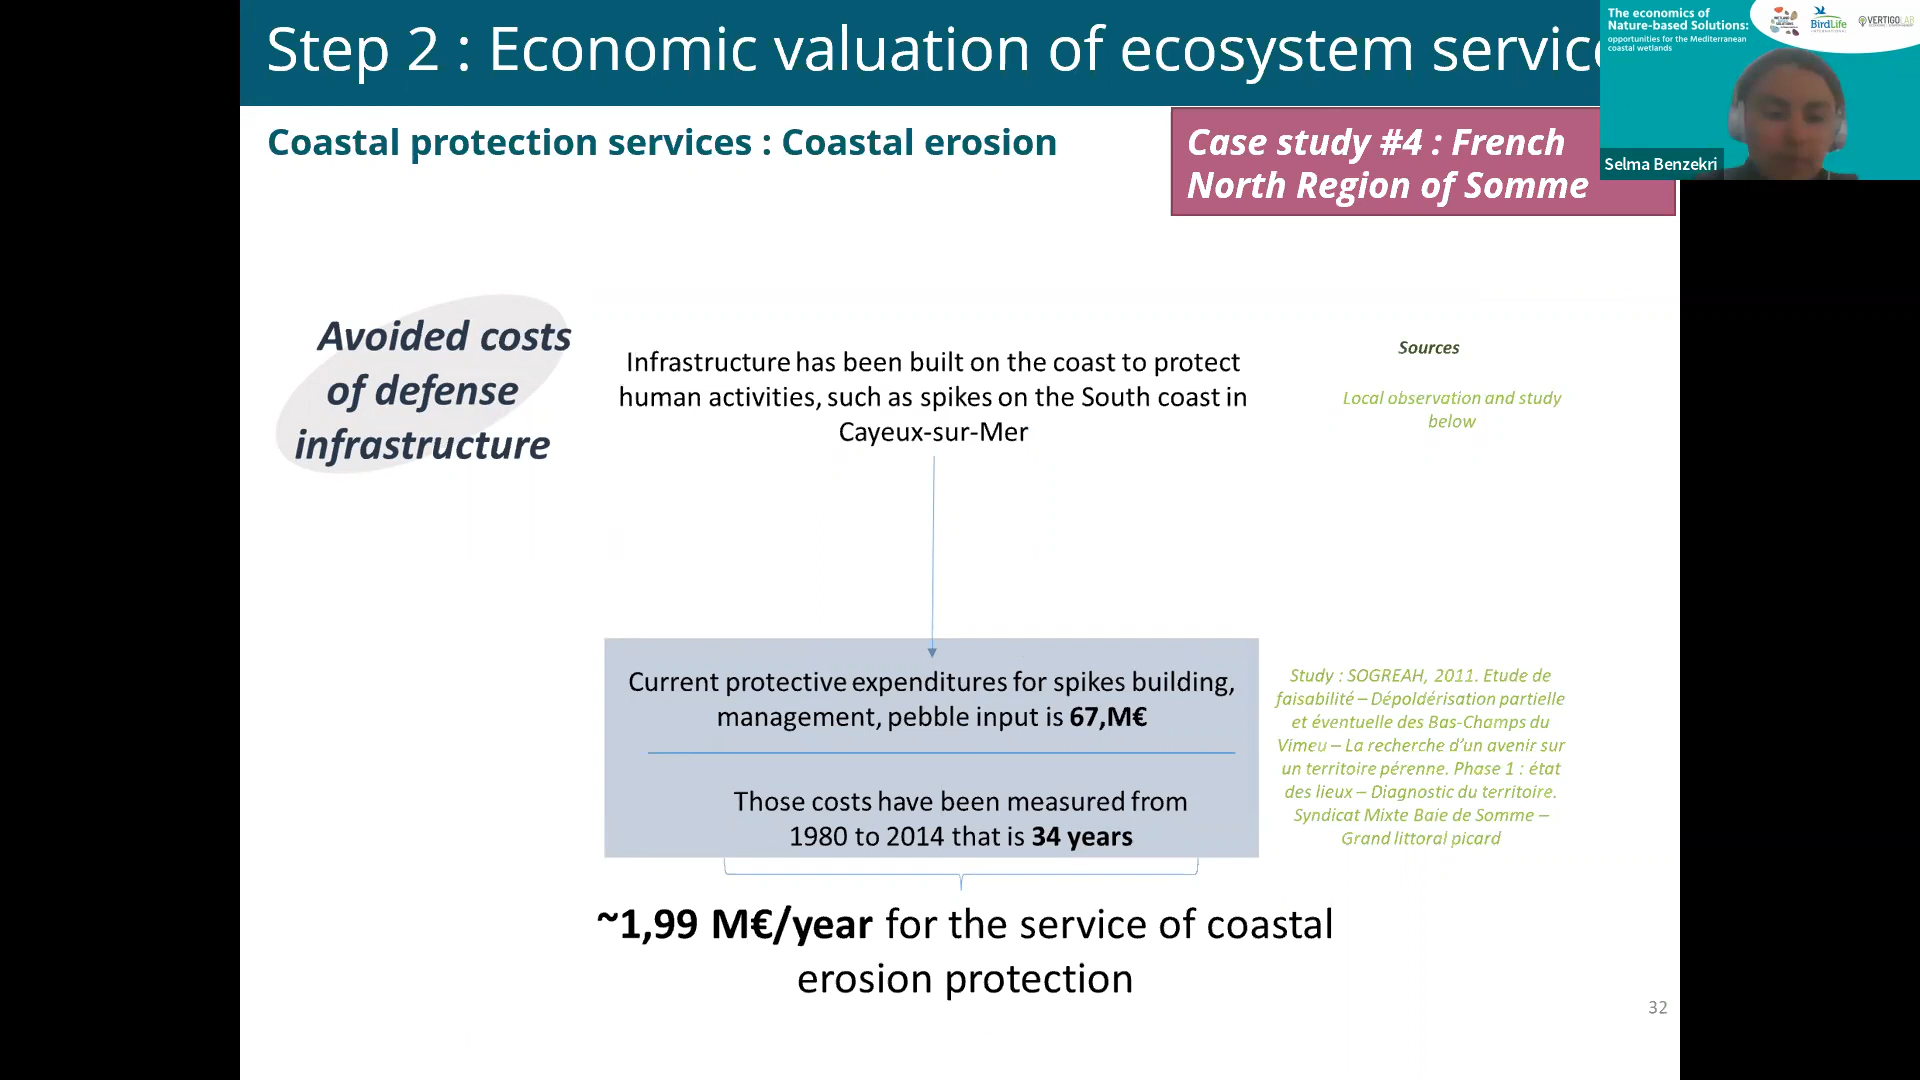 Step 2 : Economic valuation of ecosystem servic
The economics of
Nature-based Solutions:
opportunities for the Mediterranean
coastal wetlands
BirdLife
INTERNATIONAL
VERTIGOLAB
Selma Benzekri
Coastal protection services : Coastal erosion
Case study #4 : French
North Region of Somme
Avoided costs
of defense
infrastructure
Infrastructure has been built on the coast to protect
human activities, such as spikes on the South coast in
Cayeux-sur-Mer
Sources
Local observation and study
below
Current protective expenditures for spikes building,
management, pebble input is 67,M€
Those costs have been measured from
1980 to 2014 that is 34 years
Study : SOGREAH, 2011. Etude de
faisabilité – Dépoldérisation partielle
et éventuelle des Bas-Champs du
Vimeu – La recherche d'un avenir sur
un territoire pérenne. Phase 1 : état
des lieux – Diagnostic du territoire.
Syndicat Mixte Baie de Somme –
Grand littoral picard
~1,99 M€/year for the service of coastal
erosion protection
32